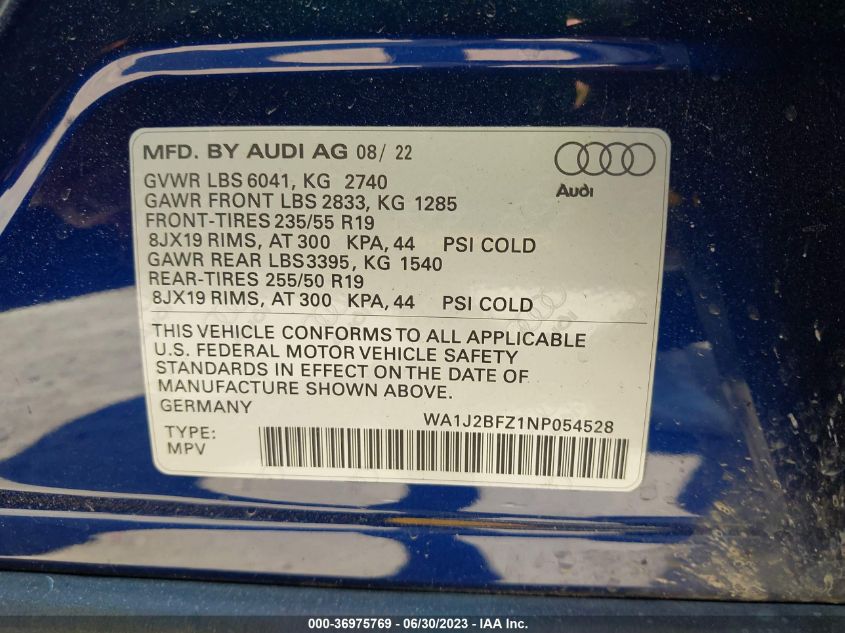 MFD. BY AUDI AG 08/ 22
Audi
GVWR LBS 6041, KG 2740
GAWR FRONT LBS 2833, KG 1285
FRONT-TIRES 235/55 R19
8JX19 RIMS, AT 300 KPA, 44 PSI COLD
GAWR REAR LBS3395, KG 1540
REAR-TIRES 255/50 R19
8JX19 RIMS, AT 300 KPA, 44 PSI COLD
THIS VEHICLE CONFORMS TO ALL APPLICABLE
U.S. FEDERAL MOTOR VEHICLE SAFETY
STANDARDS IN EFFECT ON THE DATE OF
MANUFACTURE SHOWN ABOVE.
GERMANY
WA1J2BFZ1NP054528
TYPE:
MPV
000-36975769 - 06/30/2023 - IAA Inc.